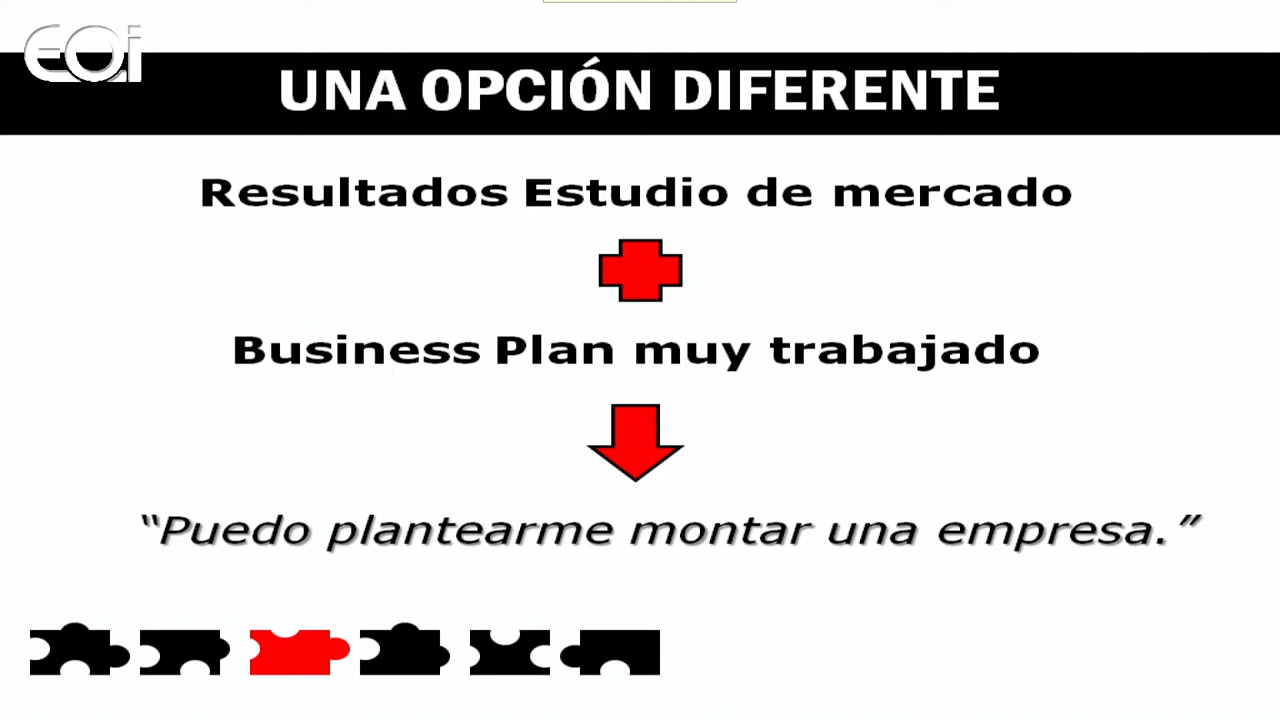 EOi
UNA OPCIÓN DIFERENTE
Resultados Estudio de mercado
Business Plan muy trabajado
“Puedo plantearme montar una empresa.”